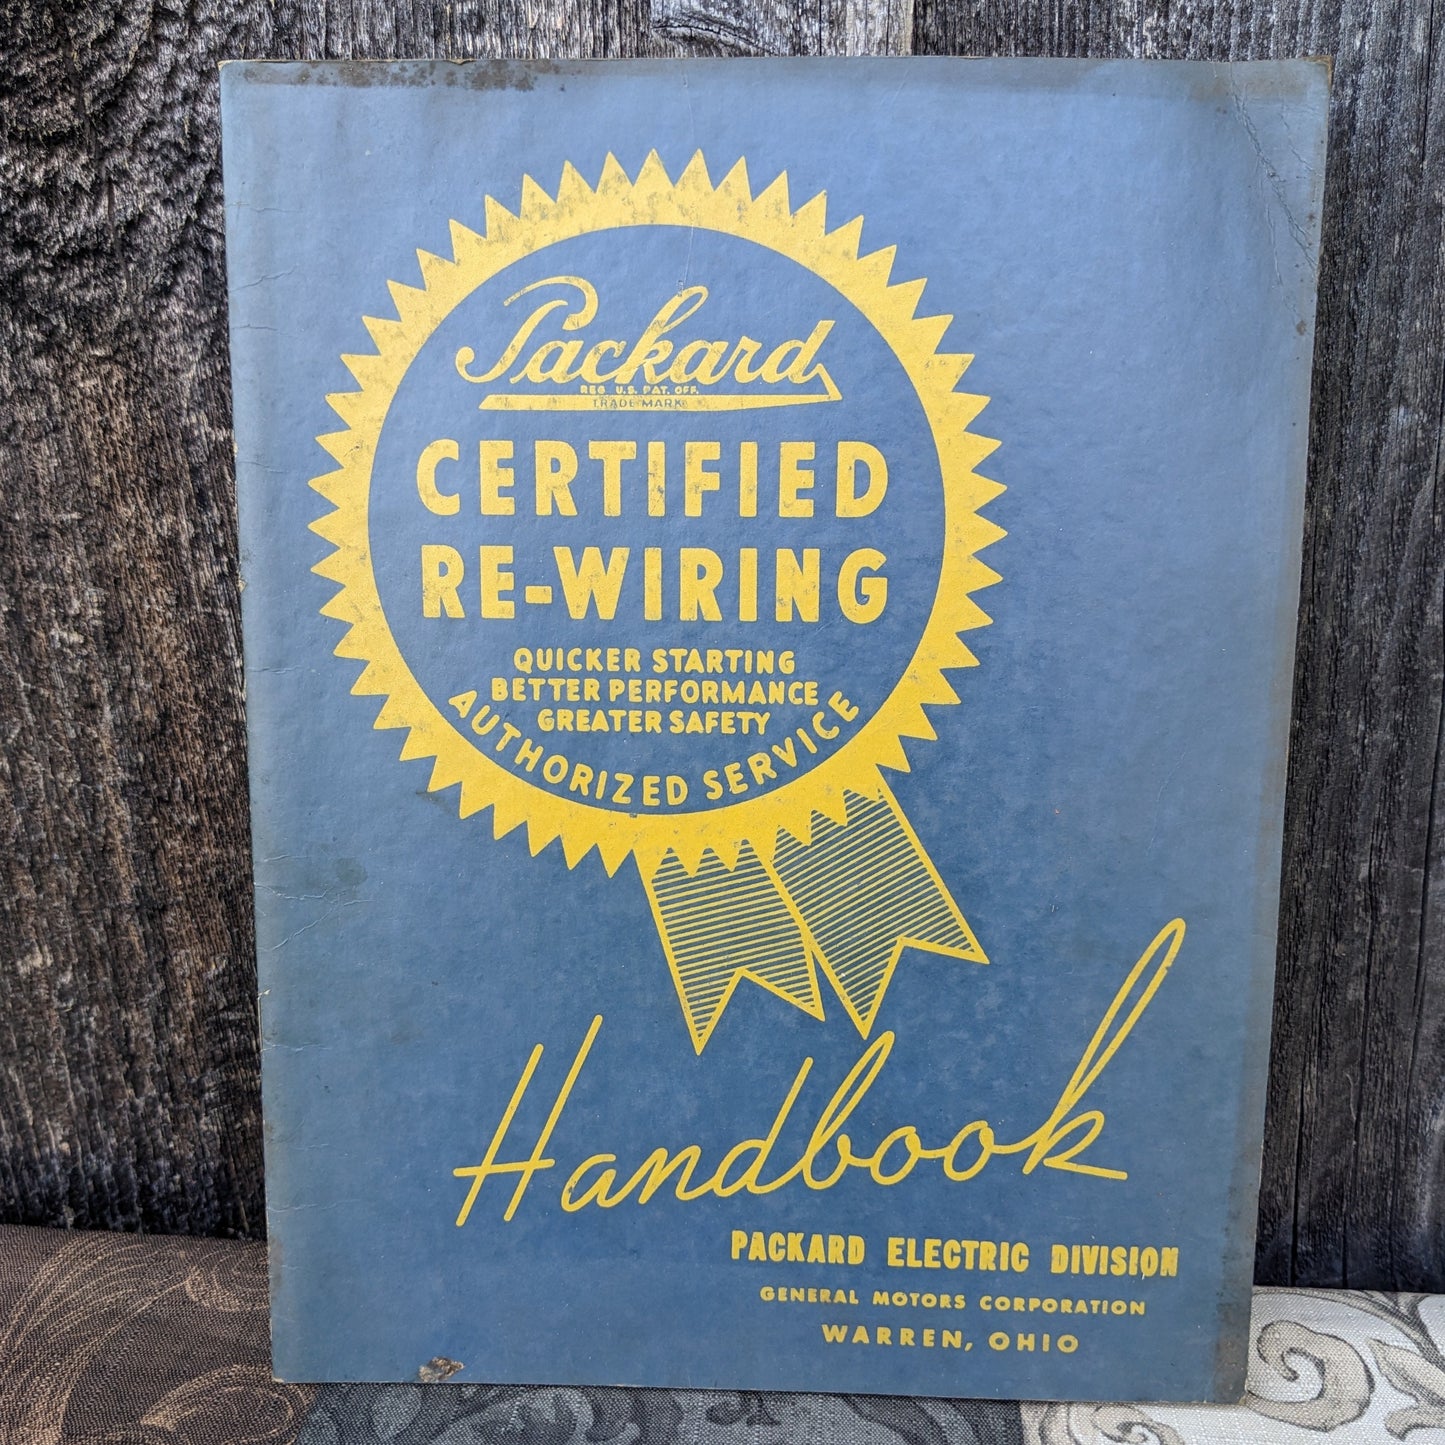 Packard
REG. U.S. PAT. OFF.
TRADE MARK
CERTIFIED
RE-WIRING
QUICKER STARTING
BETTER PERFORMANCE
GREATER SAFETY
AUTHORIZED SERVICE
Handbook
PACKARD ELECTRIC DIVISION
GENERAL MOTORS CORPORATION
WARREN, OHIO